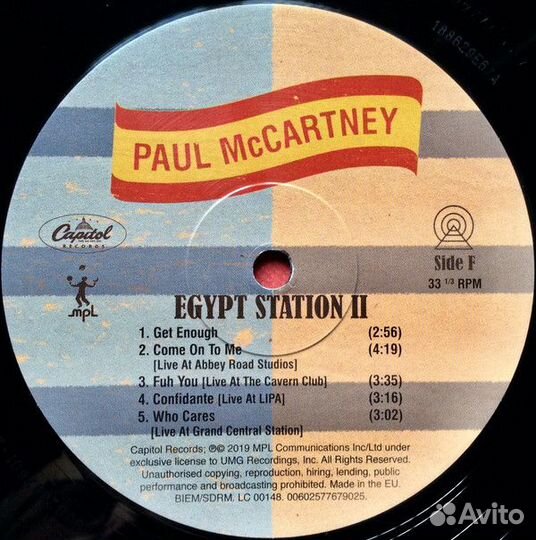 PAUL McCARTNEY
Capitol
RECORDS
mpL
Side F
33 1/3 RPM
EGYPT STATION II
1. Get Enough (2:56)
2. Come On To Me (4:19)
[Live At Abbey Road Studios]
3. Fuh You [Live At The Cavern Club] (3:35)
4. Confidante [Live At LIPA] (3:16)
5. Who Cares (3:02)
[Live At Grand Central Station]
Capitol Records; ℗© 2019 MPL Communications Inc/Ltd under
exclusive license to UMG Recordings, Inc. All Rights Reserved.
Unauthorised copying, reproduction, hiring, lending, public
performance and broadcasting prohibited. Made in the EU.
BIEM/SDRM. LC 00148. 00602577679025.
Avito